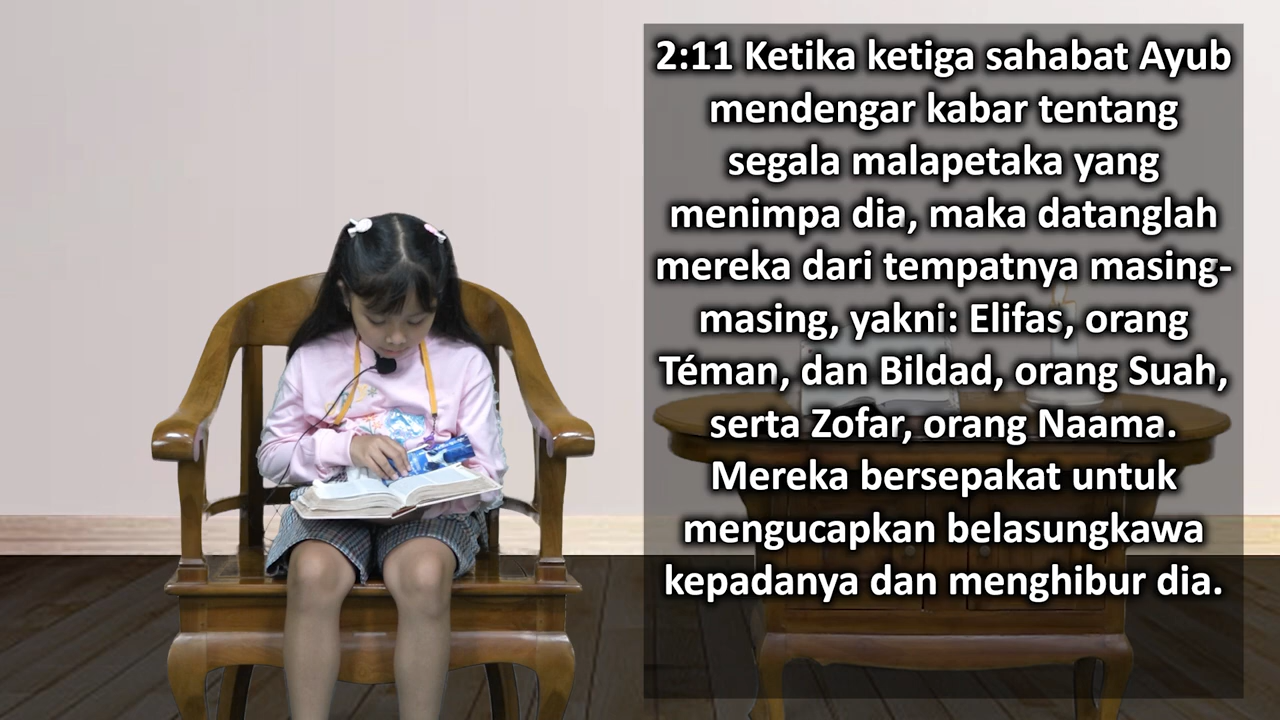 2:11 Ketika ketiga sahabat Ayub
mendengar kabar tentang
segala malapetaka yang
menimpa dia, maka datanglah
mereka dari tempatnya masing-
masing, yakni: Elifas, orang
Téman, dan Bildad, orang Suah,
serta Zofar, orang Naama.
Mereka bersepakat untuk
mengucapkan belasungkawa
kepadanya dan menghibur dia.